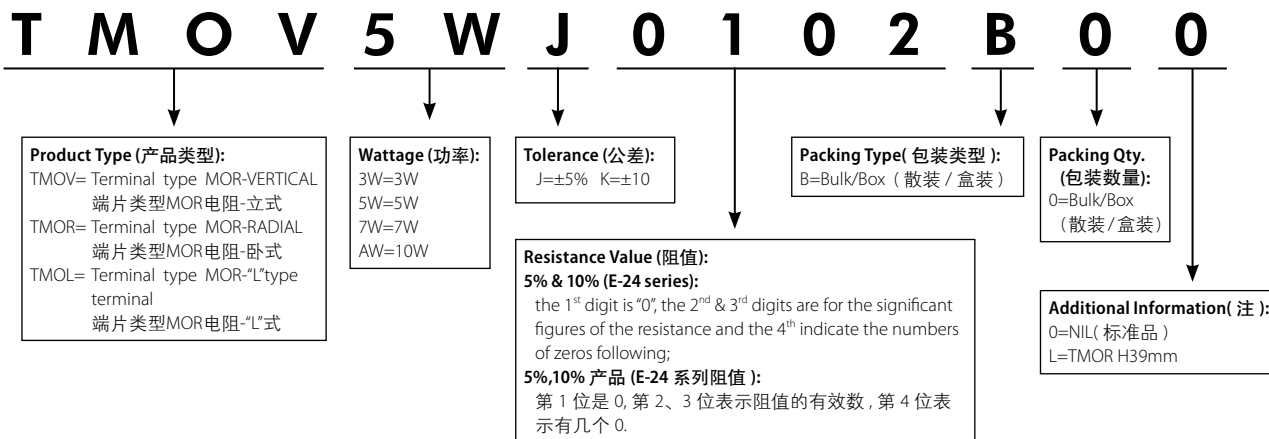 TMOV5WJ0102B00
Product Type (产品类型):
TMOV= Terminal type MOR-VERTICAL
端片类型MOR电阻-立式
TMOR= Terminal type MOR-RADIAL
端片类型MOR电阻-卧式
TMOL= Terminal type MOR-“L”type
terminal
端片类型MOR电阻-“L”式
Wattage (功率):
3W=3W
5W=5W
7W=7W
AW=10W
Tolerance (公差):
J=±5% K=±10
Resistance Value (阻值):
5% & 10% (E-24 series):
the 1st digit is “0”, the 2nd & 3rd digits are for the significant
figures of the resistance and the 4th indicate the numbers
of zeros following;
5%,10% 产品 (E-24 系列阻值 ):
第 1 位是 0, 第 2、3 位表示阻值的有效数 , 第 4 位表
示有几个 0.
Packing Type( 包装类型 ):
B=Bulk/Box ( 散装 / 盒装 )
Packing Qty.
(包装数量):
0=Bulk/Box
(散装/盒装)
Additional Information( 注 ):
0=NIL( 标准品 )
L=TMOR H39mm